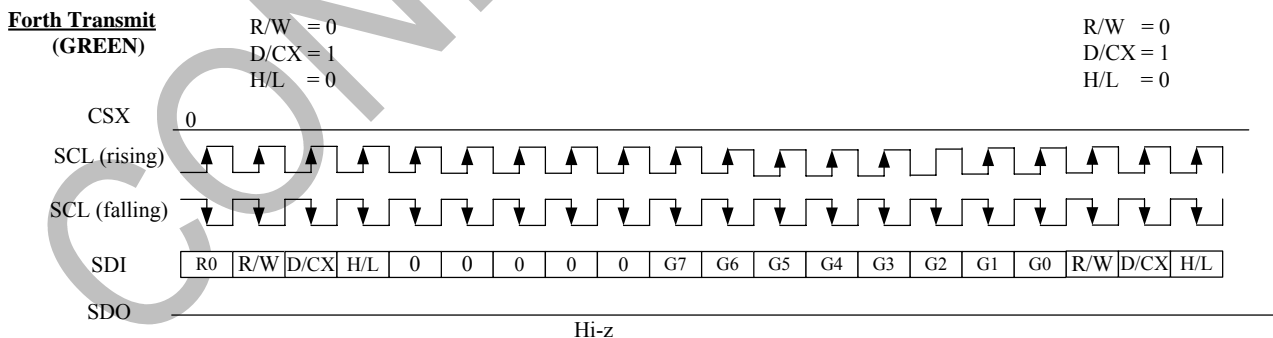 Forth Transmit
(GREEN)
R/W = 0
D/CX = 1
H/L = 0
R/W = 0
D/CX = 1
H/L = 0
CSX 0
SCL (rising)
SCL (falling)
SDI R0 R/W D/CX H/L 0 0 0 0 0 G7 G6 G5 G4 G3 G2 G1 G0 R/W D/CX H/L
SDO
Hi-z